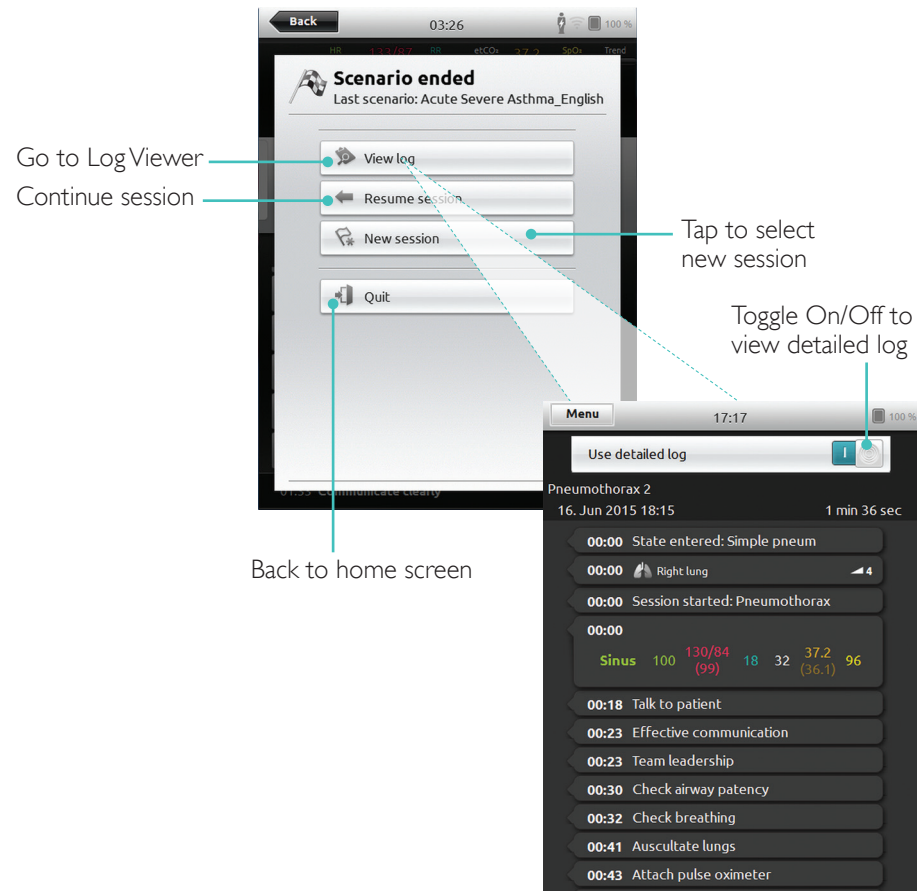 Back
03:26
100 %
HR 133/87 RR etCO₂ 37.2 SpO₂ Trend
Scenario ended
Last scenario: Acute Severe Asthma_English
Go to Log Viewer
View log
Continue session
Resume session
New session
Tap to select
new session
Quit
Toggle On/Off to
view detailed log
Menu
17:17
100 %
Use detailed log
I
01:33 Communicate clearly
Pneumothorax 2
16. Jun 2015 18:15
1 min 36 sec
00:00 State entered: Simple pneum
Back to home screen
00:00 Right lung 4
00:00 Session started: Pneumothorax
00:00
Sinus 100 130/84 18 32 37.2 96
(99) (36.1)
00:18 Talk to patient
00:23 Effective communication
00:23 Team leadership
00:30 Check airway patency
00:32 Check breathing
00:41 Auscultate lungs
00:43 Attach pulse oximeter